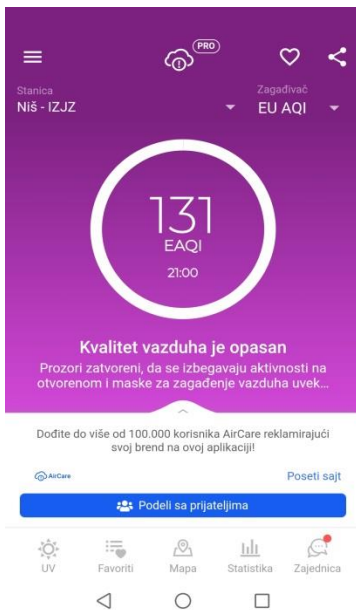 PRO
Stanica
Zagađivač
Niš - IZJZ
EU AQI
131
EAQI
21:00
Kvalitet vazduha je opasan
Prozori zatvoreni, da se izbegavaju aktivnosti na
otvorenom i maske za zagađenje vazduha uvek...
Dođite do više od 100.000 korisnika AirCare reklamirajući
svoj brend na ovoj aplikaciji!
AirCare
Poseti sajt
Podeli sa prijateljima
UV
Favoriti
Mapa
Statistika
Zajednica